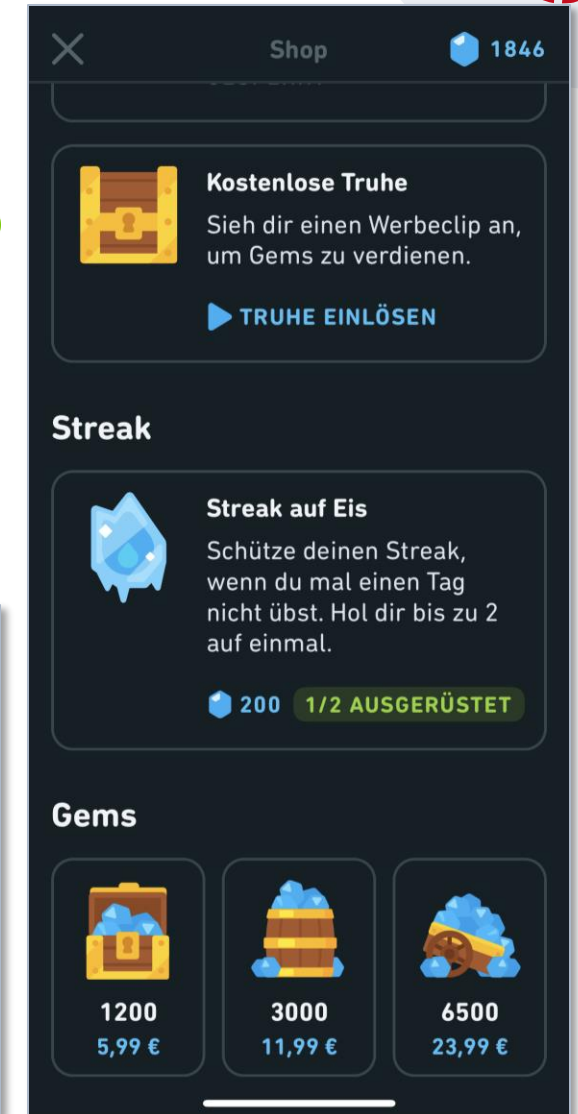 Shop
1846
Kostenlose Truhe
Sieh dir einen Werbeclip an,
um Gems zu verdienen.
TRUHE EINLÖSEN
Streak
Streak auf Eis
Schütze deinen Streak,
wenn du mal einen Tag
nicht übst. Hol dir bis zu 2
auf einmal.
200 1/2 AUSGERÜSTET
Gems
1200 3000 6500
5,99 € 11,99 € 23,99 €